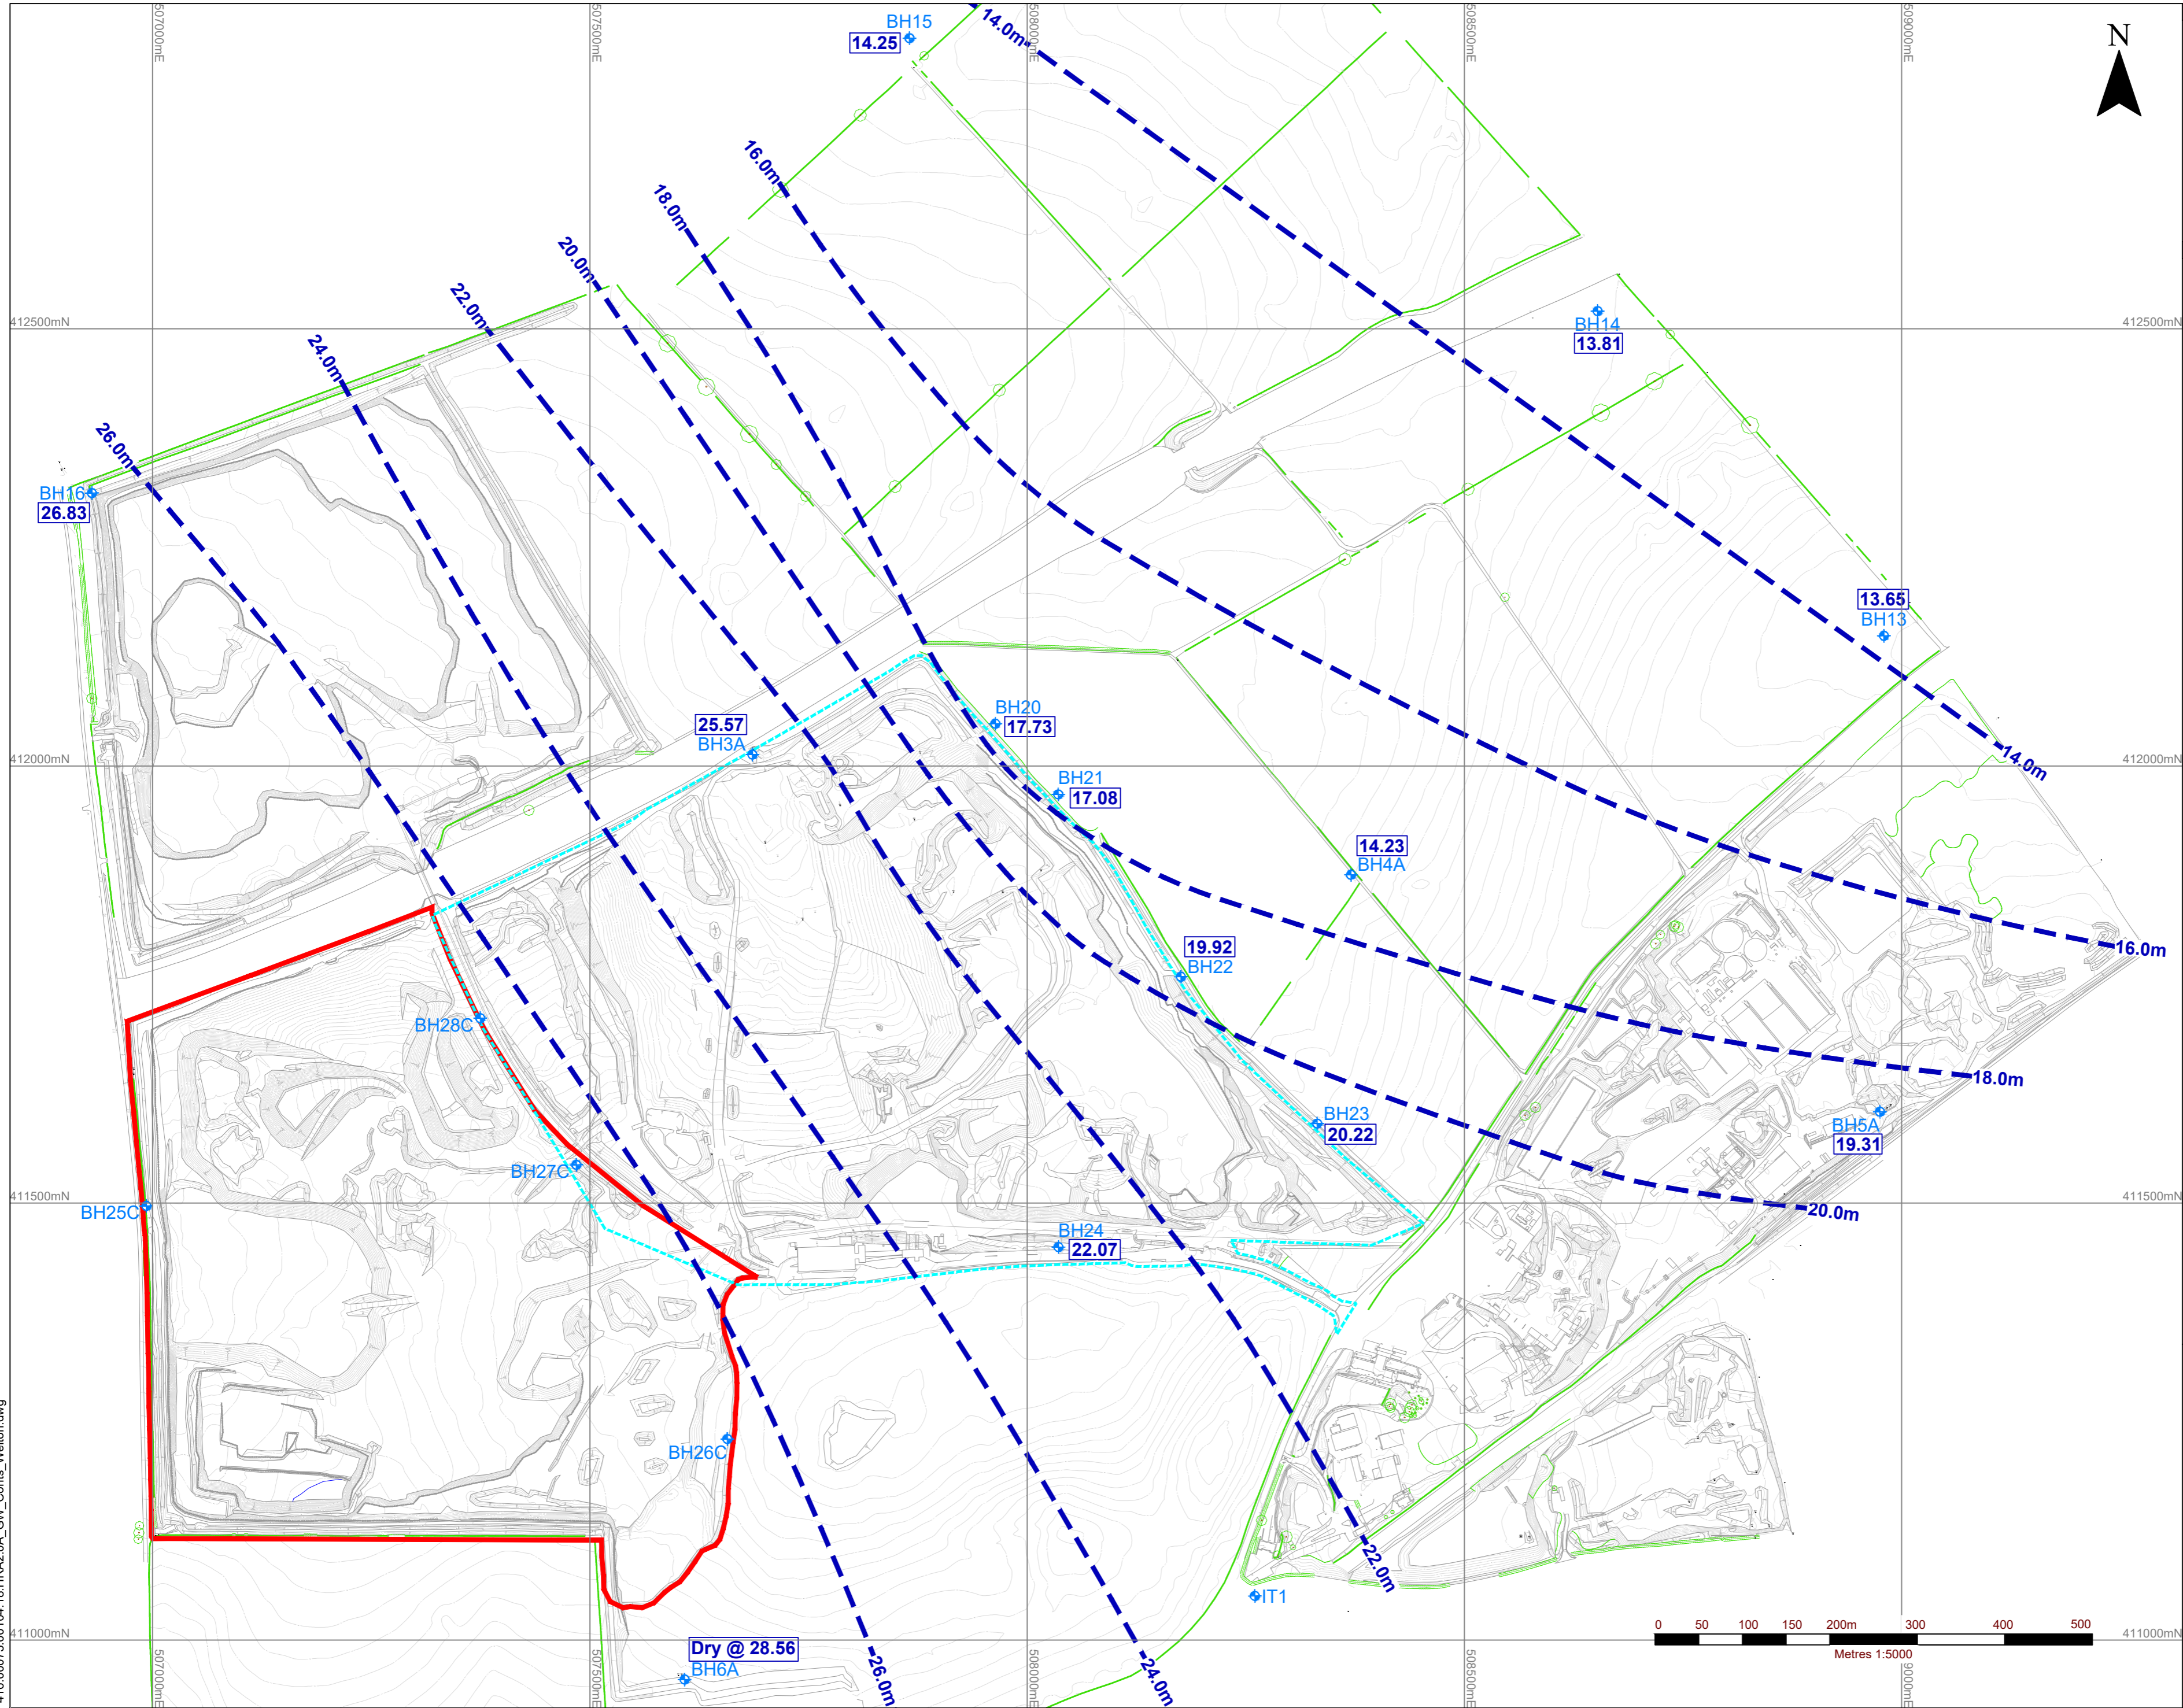 507000mE
507500mE
508000mE
508500mE
509000mE
N
BH15
14.25
14.0m
16.0m
18.0m
20.0m
22.0m
24.0m
26.0m
412500mN
412500mN
BH14
13.81
BH16
26.83
13.65
BH13
25.57
BH3A
BH20
17.73
14.0m
412000mN
412000mN
BH21
17.08
14.23
BH4A
19.92
BH22
16.0m
BH28C
18.0m
BH23
20.22
BH5A
19.31
BH27C
411500mN
411500mN
BH25C
20.0m
BH24
22.07
BH26C
22.0m
IT1
0 50 100 150 200m 300 400 500
Metres 1:5000
411000mN
411000mN
Dry @ 28.56
BH6A
26.0m
24.0m
507000mE
507500mE
508000mE
508500mE
509000mE